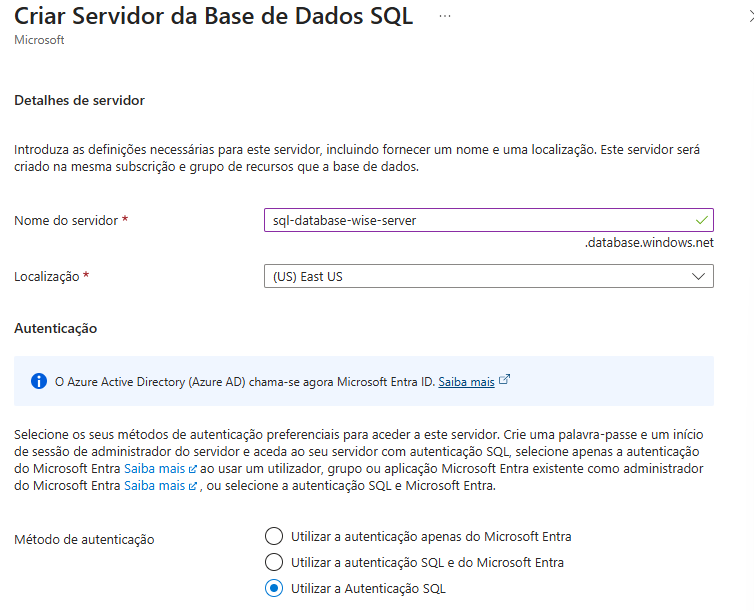 Criar Servidor da Base de Dados SQL ...
Microsoft
Detalhes de servidor
Introduza as definições necessárias para este servidor, incluindo fornecer um nome e uma localização. Este servidor será
criado na mesma subscrição e grupo de recursos que a base de dados.
Nome do servidor * sql-database-wise-server
.database.windows.net
Localização * (US) East US
Autenticação
O Azure Active Directory (Azure AD) chama-se agora Microsoft Entra ID. Saiba mais
Selecione os seus métodos de autenticação preferenciais para aceder a este servidor. Crie uma palavra-passe e um início
de sessão de administrador do servidor e aceda ao seu servidor com autenticação SQL, selecione apenas a autenticação
do Microsoft Entra Saiba mais ao usar um utilizador, grupo ou aplicação Microsoft Entra existente como administrador
do Microsoft Entra Saiba mais , ou selecione a autenticação SQL e Microsoft Entra.
Método de autenticação
Utilizar a autenticação apenas do Microsoft Entra
Utilizar a autenticação SQL e do Microsoft Entra
Utilizar a Autenticação SQL